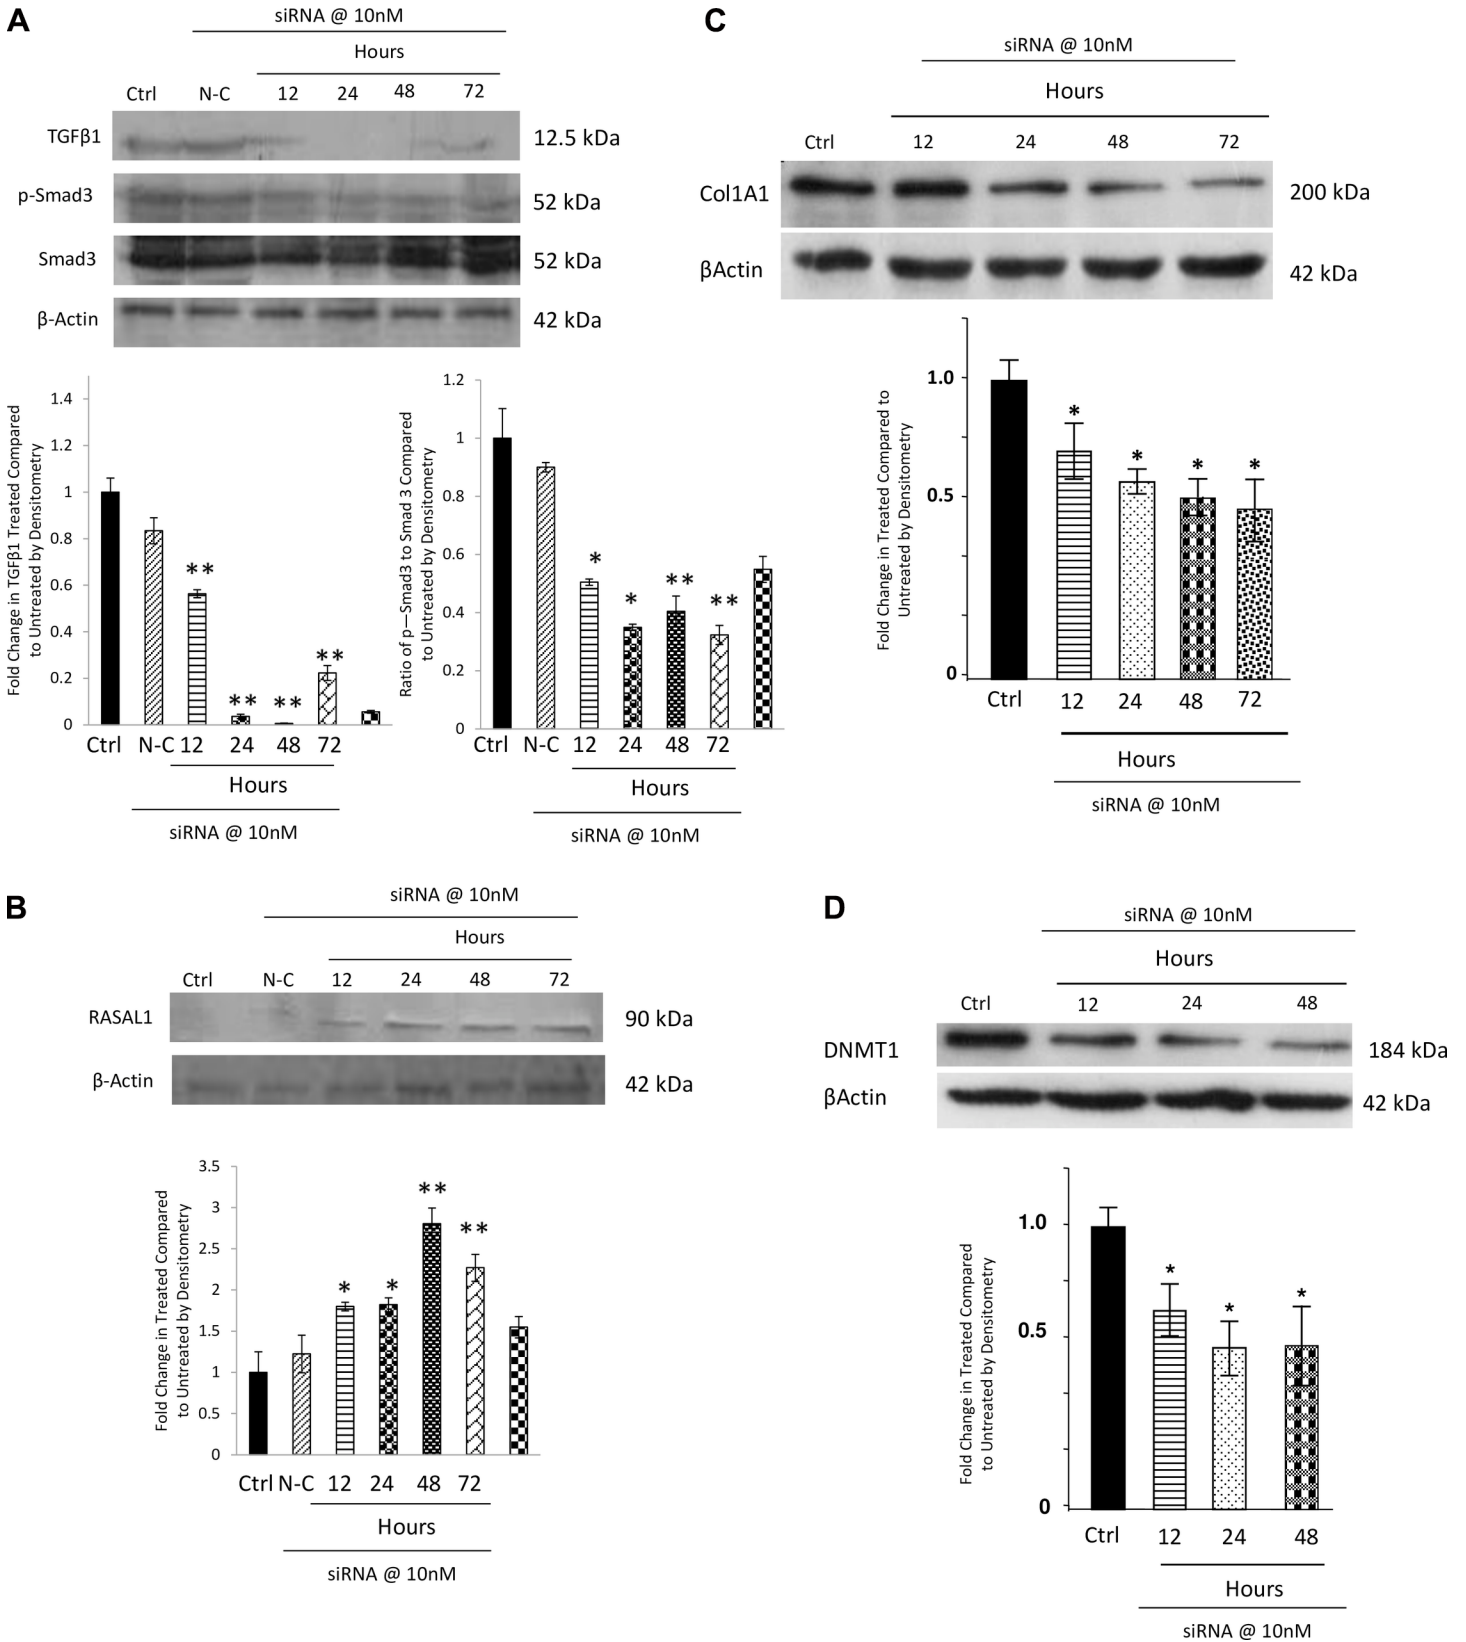 A
siRNA @ 10nM
Hours
Ctrl N-C 12 24 48 72
TGFβ1 12.5 kDa
p-Smad3 52 kDa
Smad3 52 kDa
β-Actin 42 kDa
Fold Change in TGFβ1 Treated Compared
to Untreated by Densitometry
1.4
1.2
1
0.8
0.6
0.4
0.2
0
**
**
**
**
Ctrl N-C 12 24 48 72
Hours
siRNA @ 10nM
Ratio of p—Smad3 to Smad 3 Compared
to Untreated by Densitometry
1.2
1
0.8
0.6
0.4
0.2
0
*
*
**
**
Ctrl N-C 12 24 48 72
Hours
siRNA @ 10nM
C
siRNA @ 10nM
Hours
Ctrl 12 24 48 72
Col1A1 200 kDa
βActin 42 kDa
Fold Change in Treated Compared to
Untreated by Densitometry
1.0
0.5
0
*
*
*
*
Ctrl 12 24 48 72
Hours
siRNA @ 10nM
B
siRNA @ 10nM
Hours
Ctrl N-C 12 24 48 72
RASAL1 90 kDa
β-Actin 42 kDa
Fold Change in Treated Compared
to Untreated by Densitometry
3.5
3
2.5
2
1.5
1
0.5
0
*
*
**
**
Ctrl N-C 12 24 48 72
Hours
siRNA @ 10nM
D
siRNA @ 10nM
Hours
Ctrl 12 24 48
DNMT1 184 kDa
βActin 42 kDa
Fold Change in Treated Compared
to Untreated by Densitometry
1.0
0.5
0
*
*
*
Ctrl 12 24 48
Hours
siRNA @ 10nM